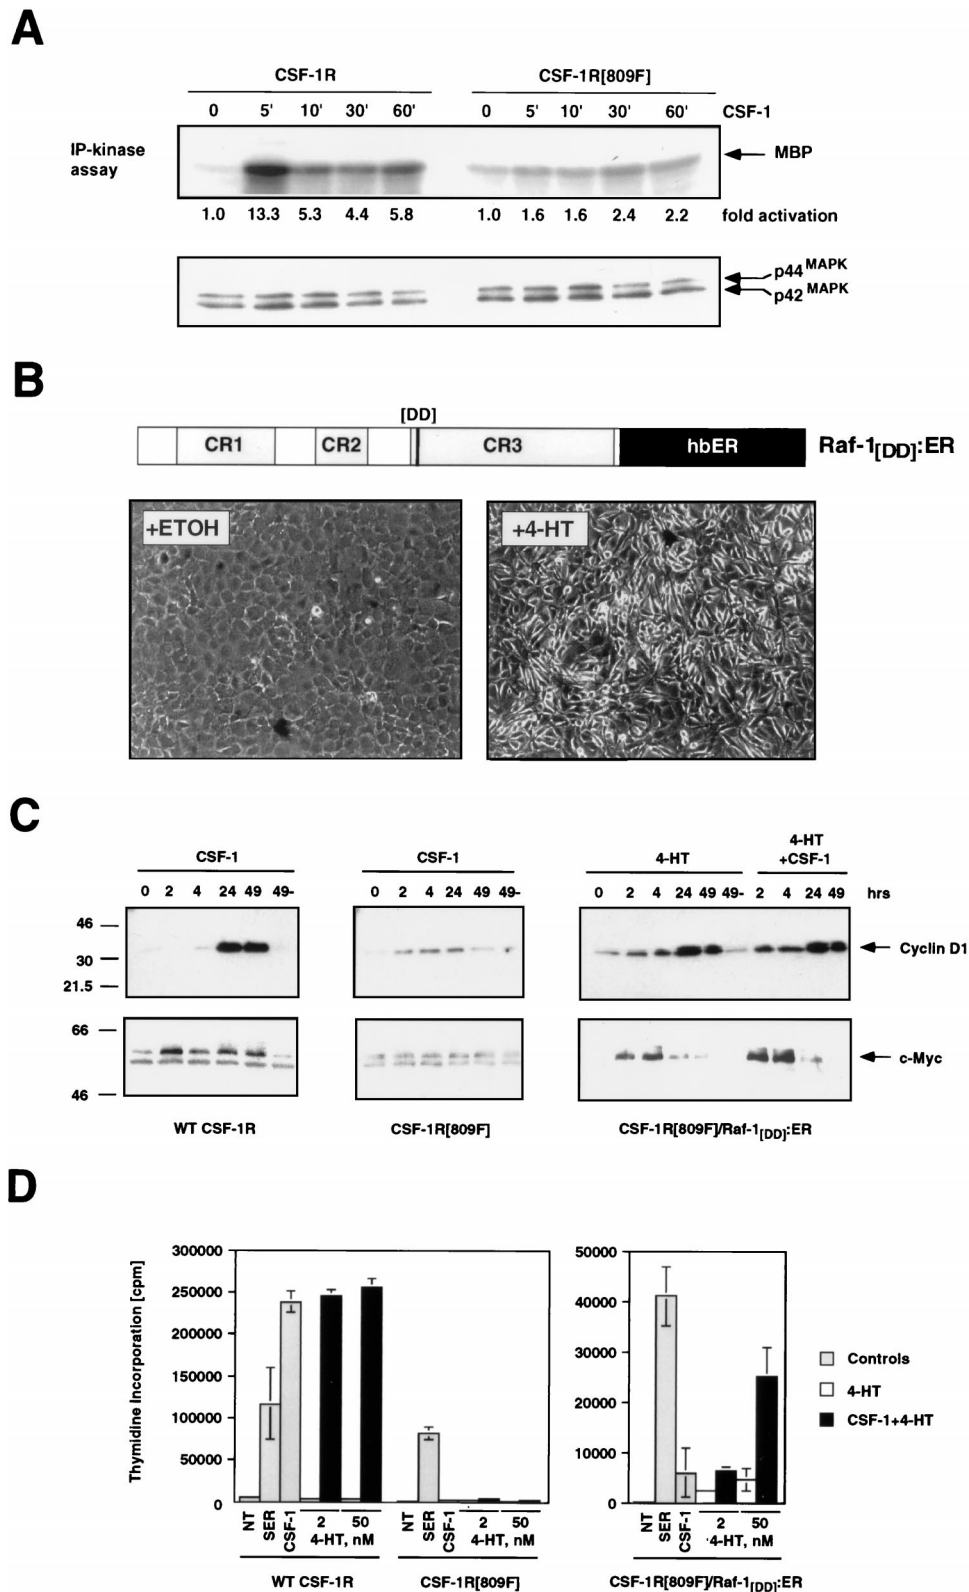 A
CSF-1R CSF-1R[809F]
0 5' 10' 30' 60' 0 5' 10' 30' 60' CSF-1
IP-kinase
assay
MBP
1.0 13.3 5.3 4.4 5.8 1.0 1.6 1.6 2.4 2.2 fold activation
p44MAPK
p42MAPK
B
[DD]
CR1 CR2 CR3 hbER Raf-1[DD]:ER
+ETOH +4-HT
C
CSF-1 CSF-1 4-HT 4-HT
+CSF-1
0 2 4 24 49 49- 0 2 4 24 49 49- 0 2 4 24 49 49- 2 4 24 49 hrs
46
30
21.5
Cyclin D1
66
46
c-Myc
WT CSF-1R CSF-1R[809F] CSF-1R[809F]/Raf-1[DD]:ER
D
Thymidine Incorporation [cpm]
300000
250000
200000
150000
100000
50000
0
50000
40000
30000
20000
10000
0
Controls
4-HT
CSF-1+4-HT
NT SER CSF-1 2 50 NT SER CSF-1 2 50 NT SER CSF-1 2 50
4-HT, nM 4-HT, nM 4-HT, nM
WT CSF-1R CSF-1R[809F] CSF-1R[809F]/Raf-1[DD]:ER